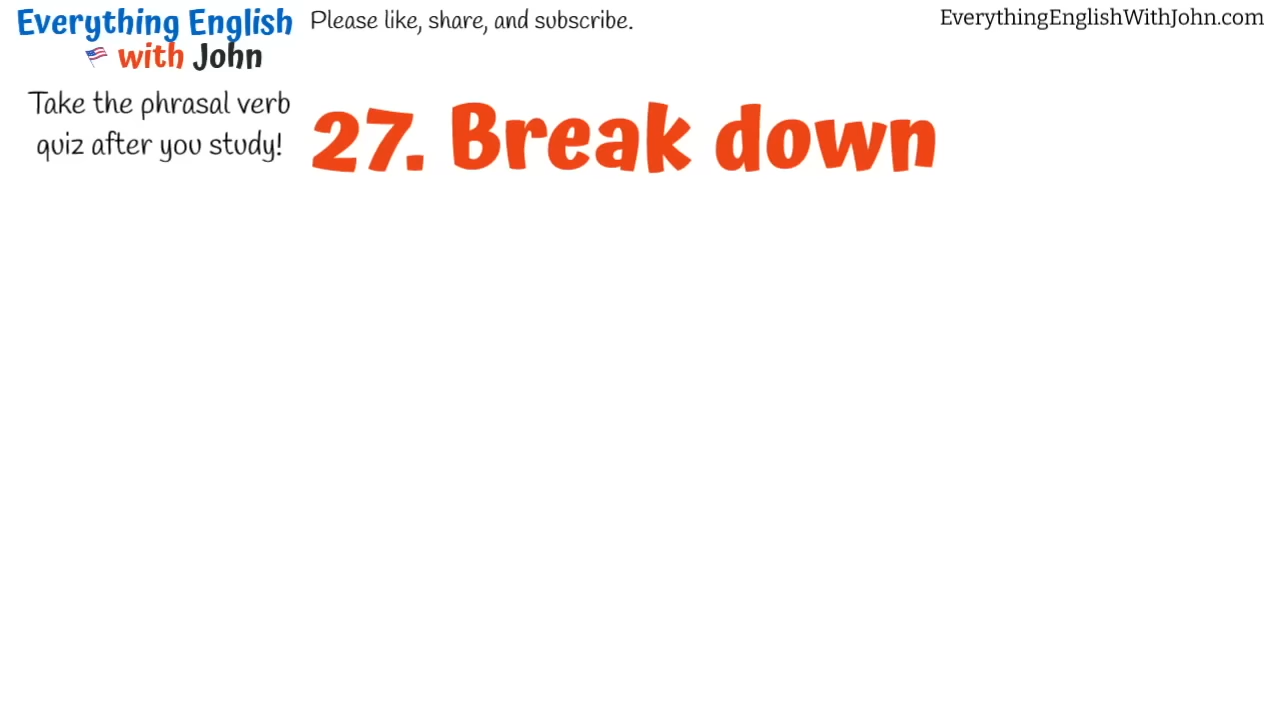 Everything English
with John
Please like, share, and subscribe.
EverythingEnglishWithJohn.com
Take the phrasal verb
quiz after you study!
27. Break down